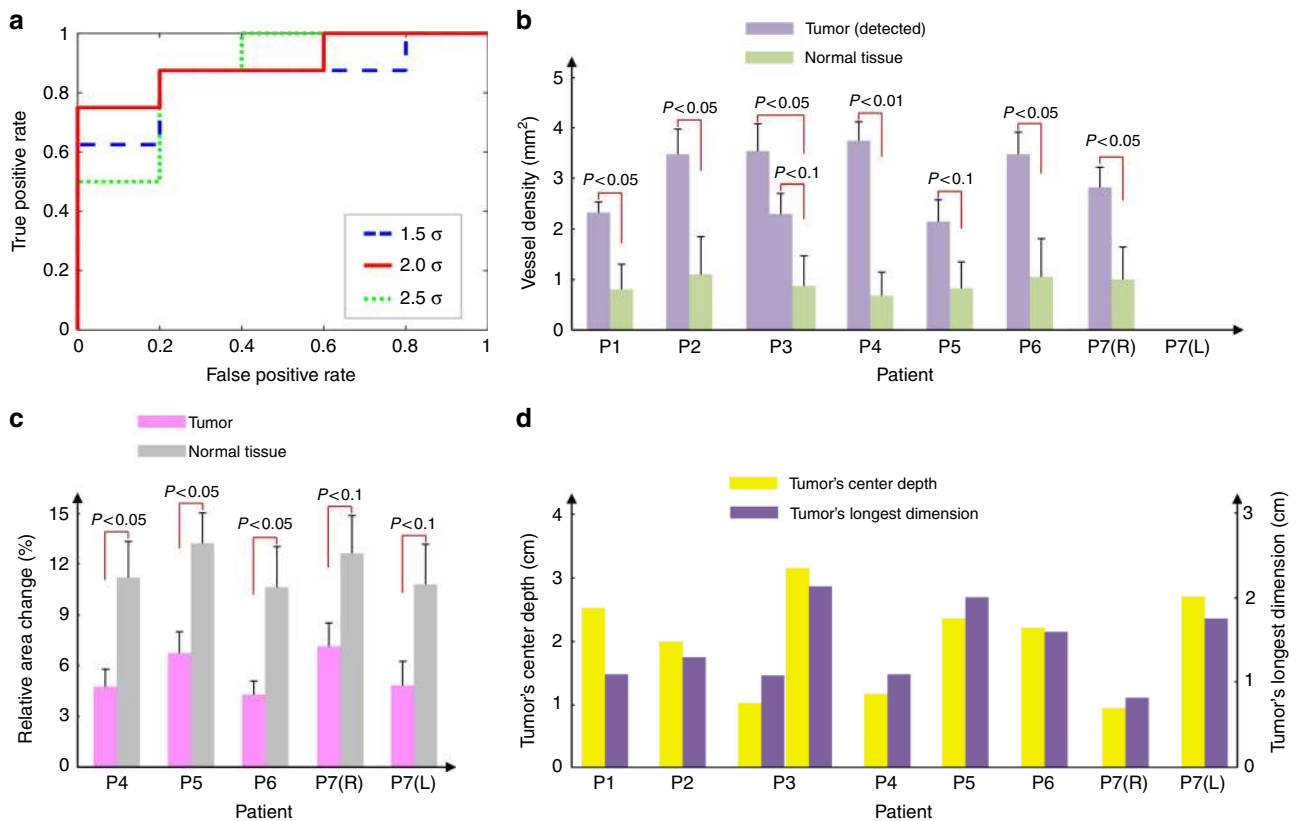 a
1
0.8
0.6
0.4
0.2
0
0
0.2
0.4
0.6
0.8
1
True positive rate
False positive rate
1.5 σ
2.0 σ
2.5 σ
b
Tumor (detected)
Normal tissue
5
4
3
2
1
0
Vessel density (mm²)
P<0.05
P<0.05
P<0.05
P<0.1
P<0.01
P<0.1
P<0.05
P<0.05
P1
P2
P3
P4
P5
P6
P7(R)
P7(L)
Patient
c
Tumor
Normal tissue
15
12
9
6
3
0
Relative area change (%)
P<0.05
P<0.05
P<0.05
P<0.1
P<0.1
P4
P5
P6
P7(R)
P7(L)
Patient
d
Tumor's center depth
Tumor's longest dimension
4
3
2
1
0
Tumor's center depth (cm)
3
2
1
0
Tumor's longest dimension (cm)
P1
P2
P3
P4
P5
P6
P7(R)
P7(L)
Patient